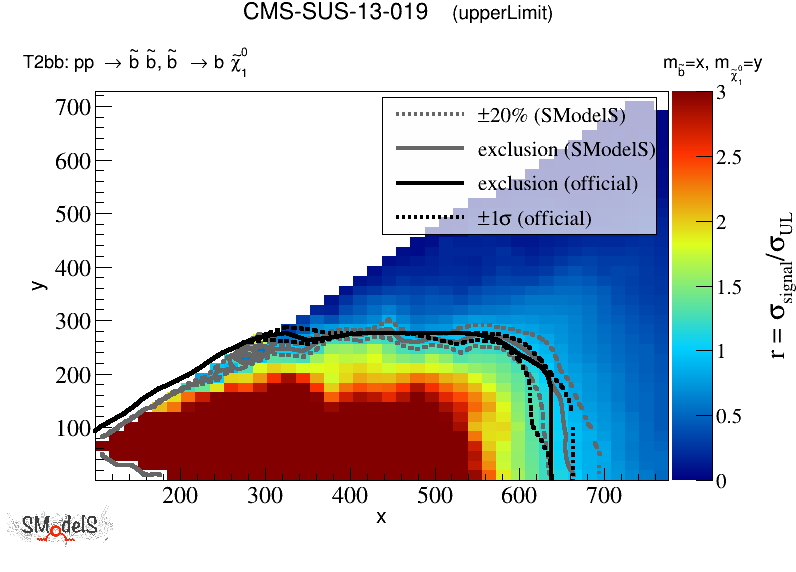 CMS-SUS-13-019 (upperLimit)
T2bb: pp → b̃ b̃, b̃ → b χ̃₁⁰
m_b̃=x, m_χ̃₁⁰=y
±20% (SModelS)
exclusion (SModelS)
exclusion (official)
±1σ (official)
700
600
500
400
300
200
100
y
200 300 400 500 600 700
x
3
2.5
2
1.5
1
0.5
0
r = σ_signal/σ_UL
SModelS